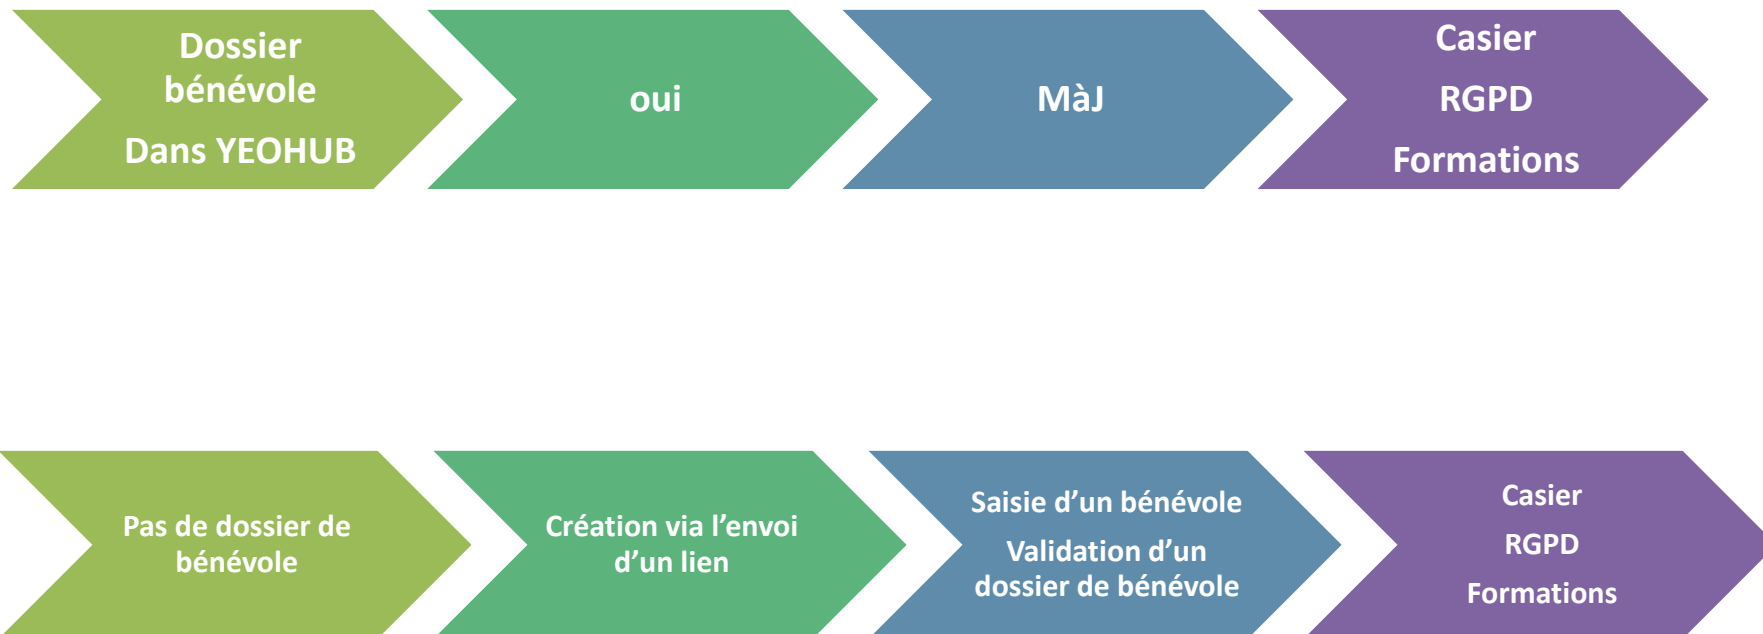 Dossier
bénévole
Dans YEOHUB
oui
MàJ
Casier
RGPD
Formations
Pas de dossier de
bénévole
Création via l’envoi
d’un lien
Saisie d’un bénévole
Validation d’un
dossier de bénévole
Casier
RGPD
Formations